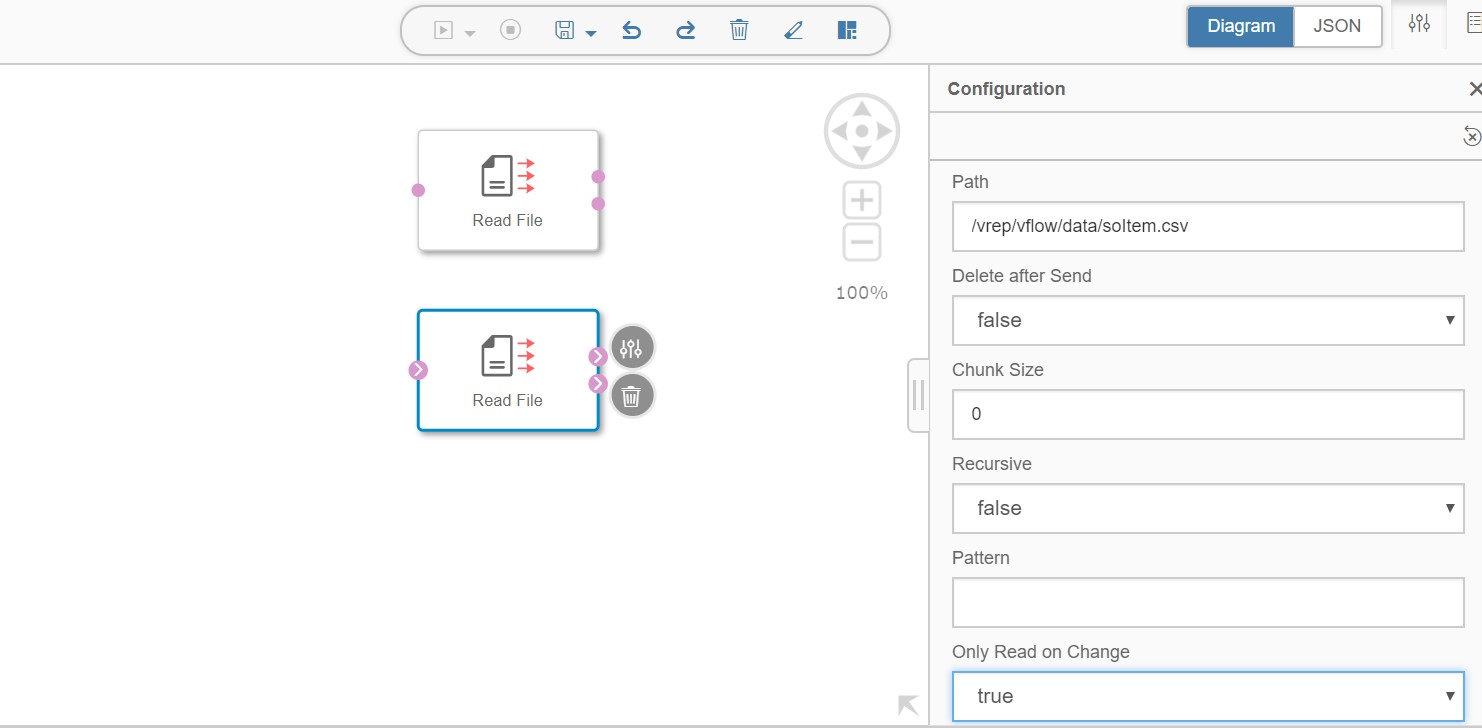 Diagram
JSON
Configuration
Read File
Read File
100%
Path
/vrep/vflow/data/soItem.csv
Delete after Send
false
Chunk Size
0
Recursive
false
Pattern
Only Read on Change
true